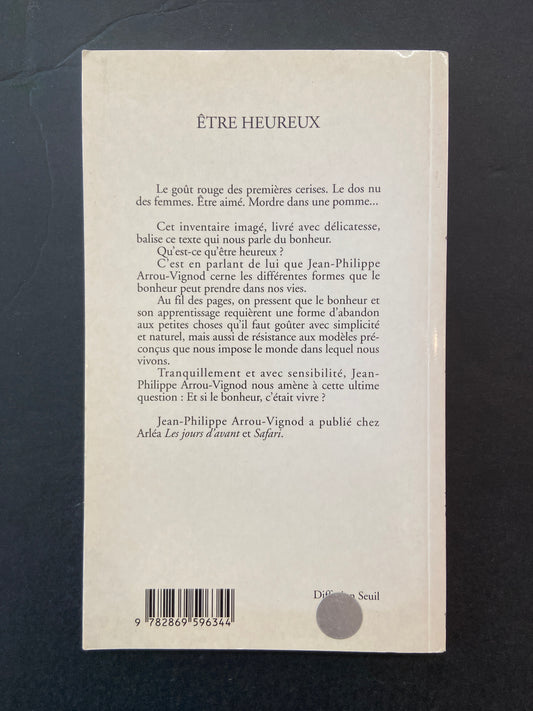 ÊTRE HEUREUX
Le goût rouge des premières cerises. Le dos nu
des femmes. Être aimé. Mordre dans une pomme...
Cet inventaire imagé, livré avec délicatesse,
balise ce texte qui nous parle du bonheur.
Qu'est-ce qu'être heureux ?
C'est en parlant de lui que Jean-Philippe
Arrou-Vignod cerne les différentes formes que le
bonheur peut prendre dans nos vies.
Au fil des pages, on pressent que le bonheur et
son apprentissage requièrent une forme d'abandon
aux petites choses qu'il faut goûter avec simplicité
et naturel, mais aussi de résistance aux modèles pré-
conçus que nous impose le monde dans lequel nous
vivons.
Tranquillement et avec sensibilité, Jean-
Philippe Arrou-Vignod nous amène à cette ultime
question : Et si le bonheur, c'était vivre ?
Jean-Philippe Arrou-Vignod a publié chez
Arléa Les jours d'avant et Safari.
Seuil
9 782869 596344